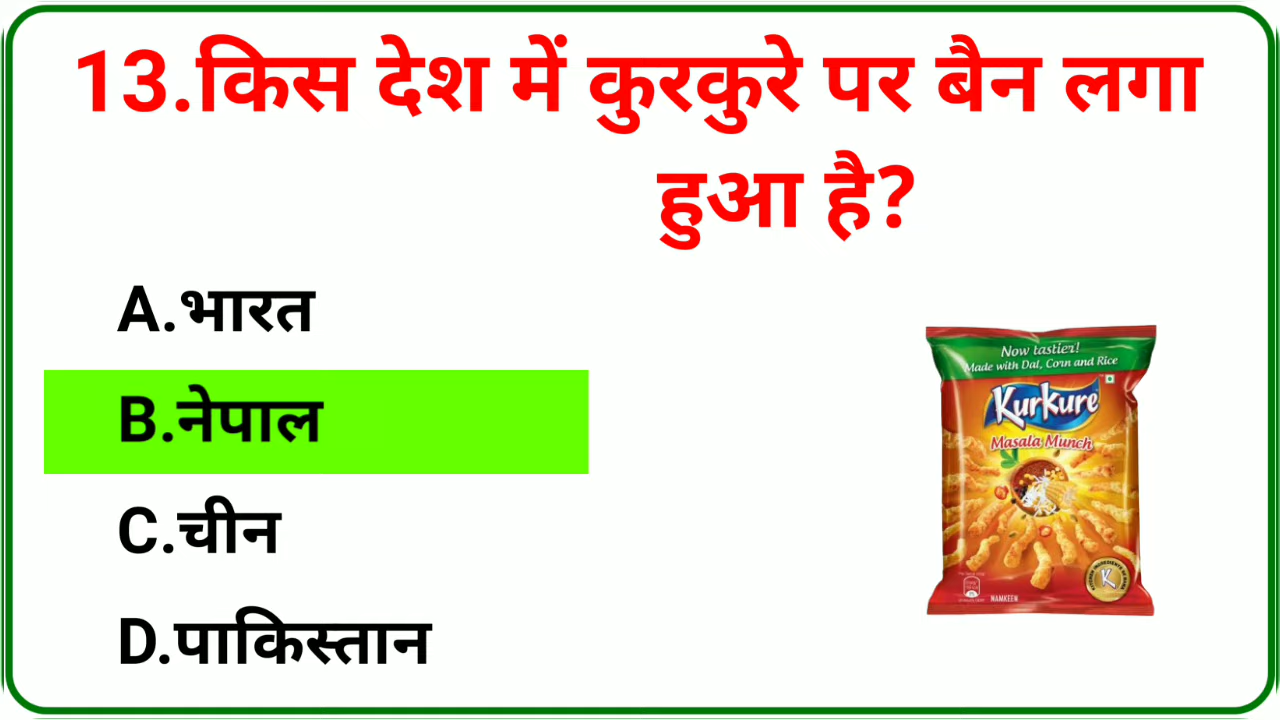 13.किस देश में कुरकुरे पर बैन लगा
हुआ है?
A.भारत
B.नेपाल
C.चीन
D.पाकिस्तान
Now tastier!
Made with Dal, Corn and Rice
Kurkure
Masala Munch
NAMKEEN